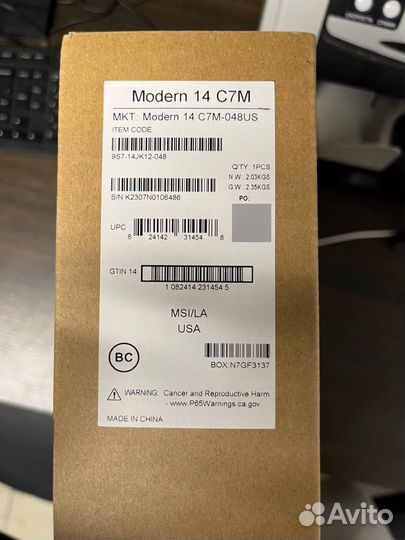 СКОРОСТЬ
Modern 14 C7M
MKT: Modern 14 C7M-048US
ITEM CODE
9S7-14JK12-048
Q'TY: 1PCS
N.W: 2.03KGS
G.W: 2.35KGS
S/N:K2307N0106486
PO:
UPC
8 24142 31454 8
GTIN 14
1 082414 231454 5
MSI/LA
USA
BC
BOX:N7GF3137
WARNING: Cancer and Reproductive Harm
- www.P65Warnings.ca.gov.
MADE IN CHINA
Avito